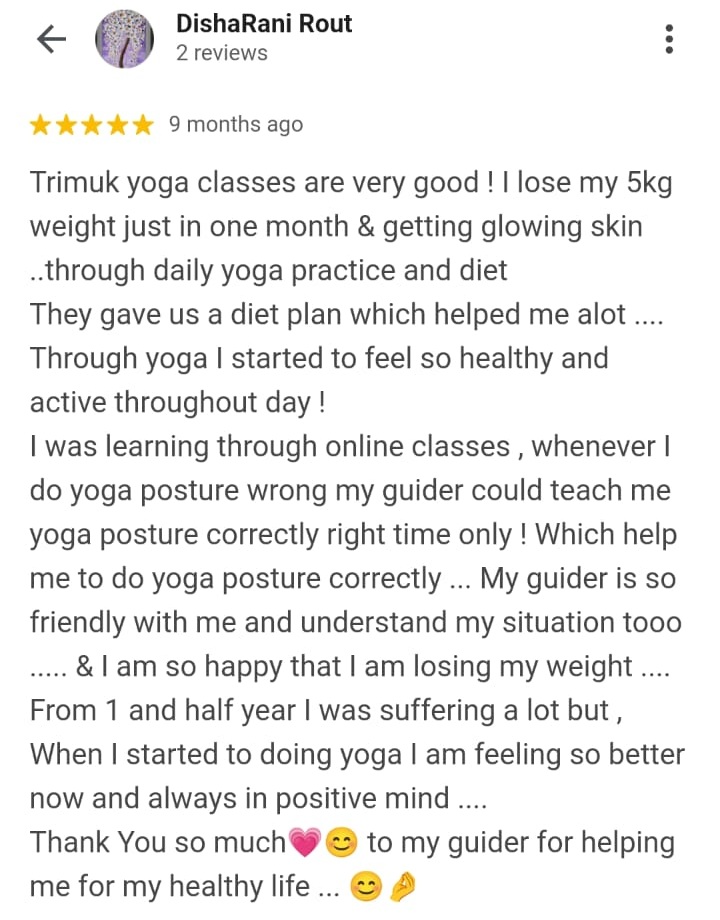 DishaRani Rout
2 reviews
9 months ago
Trimuk yoga classes are very good ! I lose my 5kg
weight just in one month & getting glowing skin
..through daily yoga practice and diet
They gave us a diet plan which helped me alot ....
Through yoga I started to feel so healthy and
active throughout day !
I was learning through online classes , whenever I
do yoga posture wrong my guider could teach me
yoga posture correctly right time only ! Which help
me to do yoga posture correctly ... My guider is so
friendly with me and understand my situation tooo
..... & I am so happy that I am losing my weight ....
From 1 and half year I was suffering a lot but ,
When I started to doing yoga I am feeling so better
now and always in positive mind ....
Thank You so much💗😊 to my guider for helping
me for my healthy life ... 😊🤌